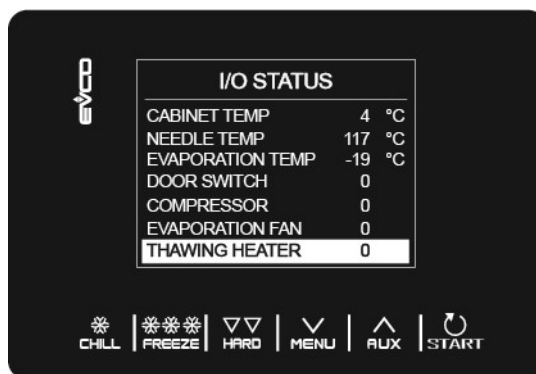 evco
I/O STATUS
CABINET TEMP 4 °C
NEEDLE TEMP 117 °C
EVAPORATION TEMP -19 °C
DOOR SWITCH 0
COMPRESSOR 0
EVAPORATION FAN 0
THAWING HEATER 0
CHILL FREEZE HARD MENU AUX START